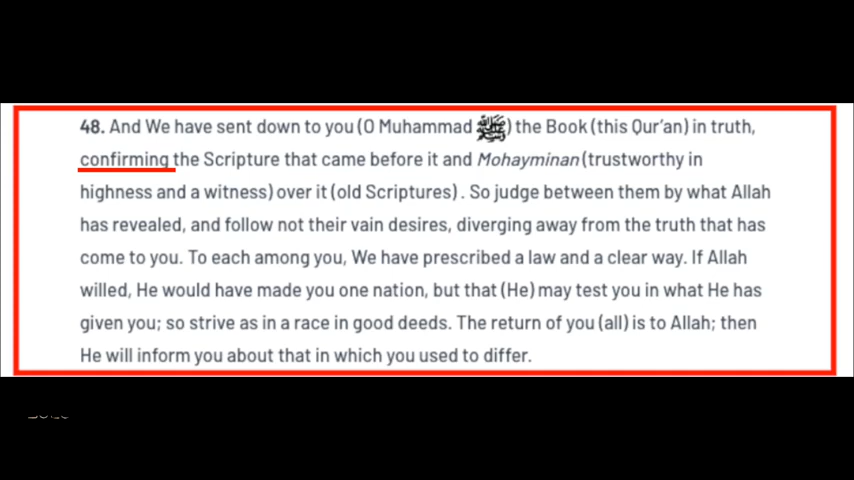 48. And We have sent down to you (O Muhammad ﷺ) the Book (this Qur’an) in truth,
confirming the Scripture that came before it and Mohayminan (trustworthy in
highness and a witness) over it (old Scriptures) . So judge between them by what Allah
has revealed, and follow not their vain desires, diverging away from the truth that has
come to you. To each among you, We have prescribed a law and a clear way. If Allah
willed, He would have made you one nation, but that (He) may test you in what He has
given you; so strive as in a race in good deeds. The return of you (all) is to Allah; then
He will inform you about that in which you used to differ.